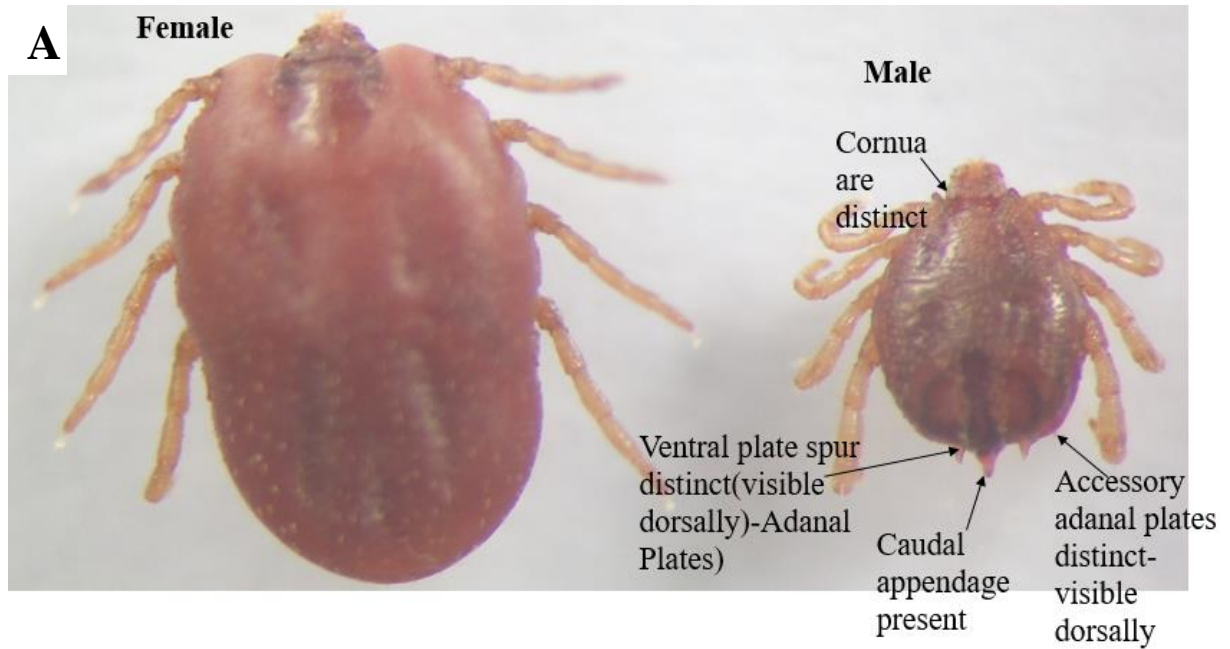 A
Female
Male
Cornua
are
distinct
Ventral plate spur
distinct(visible
dorsally)-Adanal
Plates)
Caudal
appendage
present
Accessory
adanal plates
distinct-
visible
dorsally